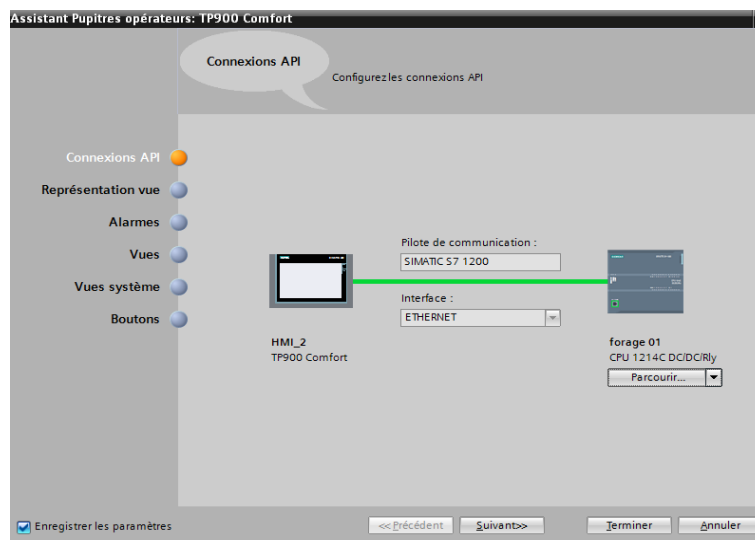 Assistant Pupitres opérateurs: TP900 Comfort
Connexions API
Configurez les connexions API
Connexions API
Représentation vue
Alarmes
Vues
Vues système
Boutons
Pilote de communication :
SIMATIC S7 1200
Interface :
ETHERNET
HMI_2
TP900 Comfort
forage 01
CPU 1214C DC/DC/Rly
Parcourir...
Enregistrer les paramètres
<< Précédent
Suivant>>
Terminer
Annuler